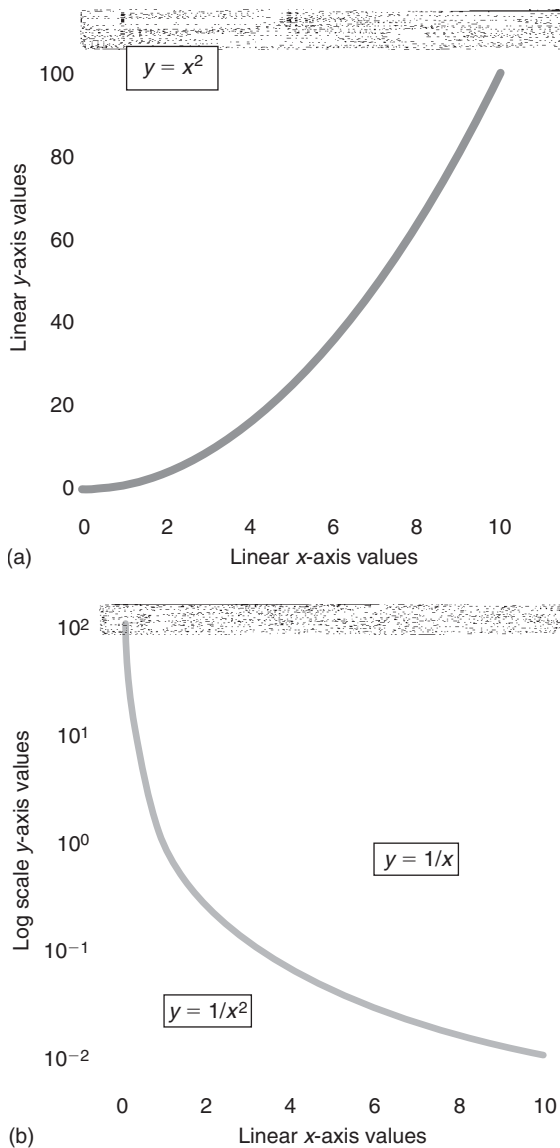 y = x²
100
80
60
40
20
0
Linear y-axis values
0 2 4 6 8 10
Linear x-axis values
(a)
10²
10¹
10⁰
10⁻¹
10⁻²
Log scale y-axis values
y = 1/x
y = 1/x²
0 2 4 6 8 10
Linear x-axis values
(b)